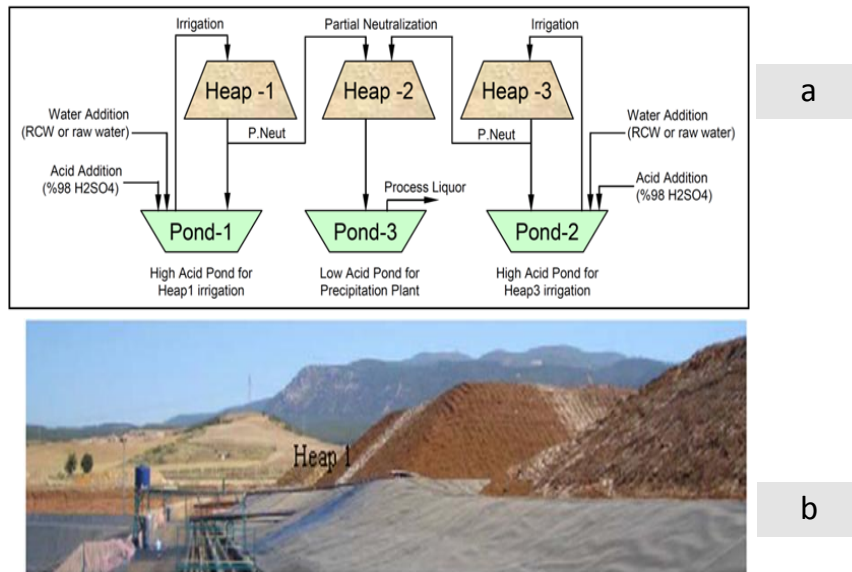 Irrigation
Partial Neutralization
Irrigation
Heap -1
Heap -2
Heap -3
a
Water Addition
(RCW or raw water)
P.Neut
P.Neut
Water Addition
(RCW or raw water)
Acid Addition
(%98 H2SO4)
Process Liquor
Acid Addition
(%98 H2SO4)
Pond-1
Pond-3
Pond-2
High Acid Pond for
Heap1 irrigation
Low Acid Pond for
Precipitation Plant
High Acid Pond for
Heap3 irrigation
Heap 1
b